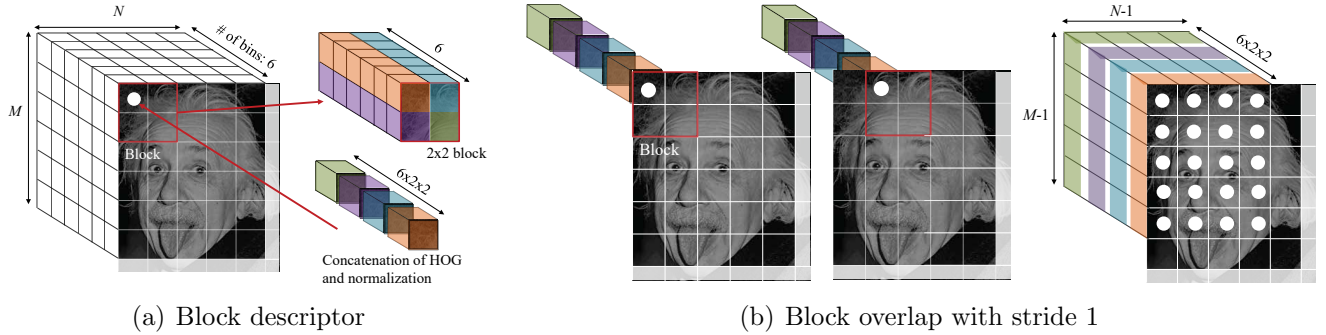 N
# of bins: 6
M
Block
6
2x2 block
6x2x2
Concatenation of HOG
and normalization
(a) Block descriptor
Block
N-1
6x2x2
M-1
(b) Block overlap with stride 1